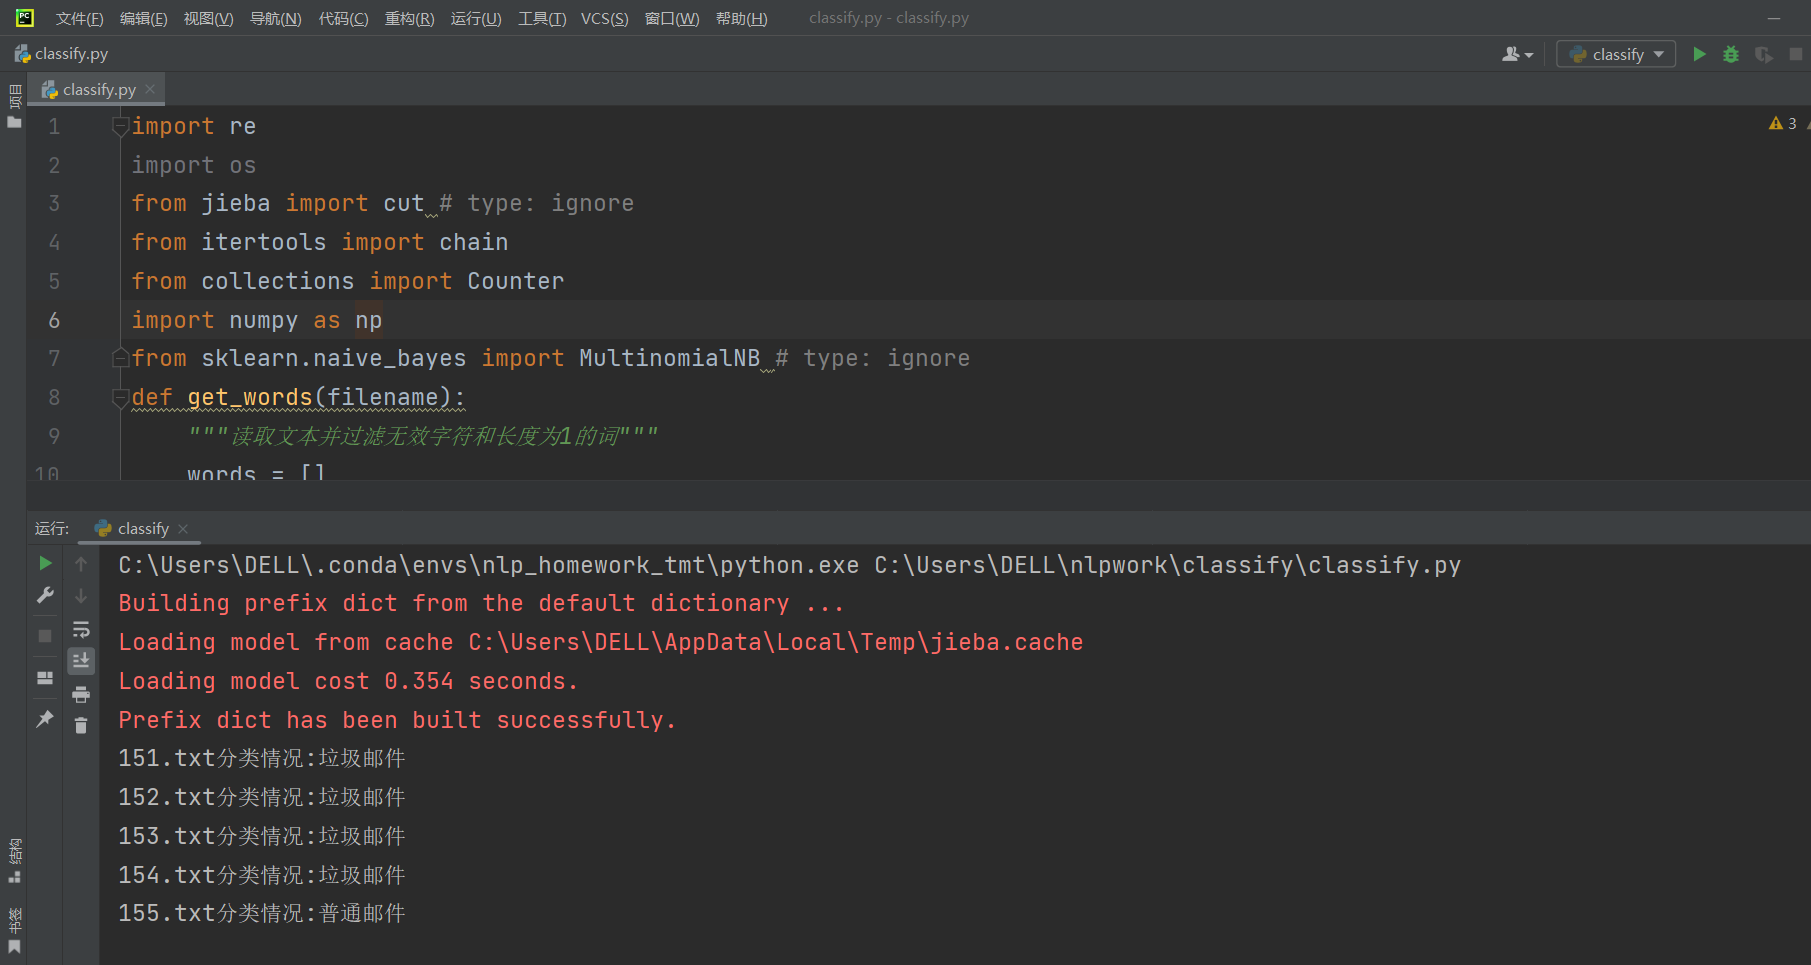 文件(F) 编辑(E) 视图(V) 导航(N) 代码(C) 重构(R) 运行(U) 工具(T) VCS(S) 窗口(W) 帮助(H) classify.py - classify.py
classify.py
classify
项目
classify.py
1 import re
3
2 import os
3 from jieba import cut # type: ignore
4 from itertools import chain
5 from collections import Counter
6 import numpy as np
7 from sklearn.naive_bayes import MultinomialNB # type: ignore
8 def get_words(filename):
9 """读取文本并过滤无效字符和长度为1的词"""
10 words = []
运行: classify
C:\Users\DELL\.conda\envs\nlp_homework_tmt\python.exe C:\Users\DELL\nlpwork\classify\classify.py
Building prefix dict from the default dictionary ...
Loading model from cache C:\Users\DELL\AppData\Local\Temp\jieba.cache
Loading model cost 0.354 seconds.
Prefix dict has been built successfully.
151.txt分类情况:垃圾邮件
152.txt分类情况:垃圾邮件
153.txt分类情况:垃圾邮件
154.txt分类情况:垃圾邮件
155.txt分类情况:普通邮件
结构
书签